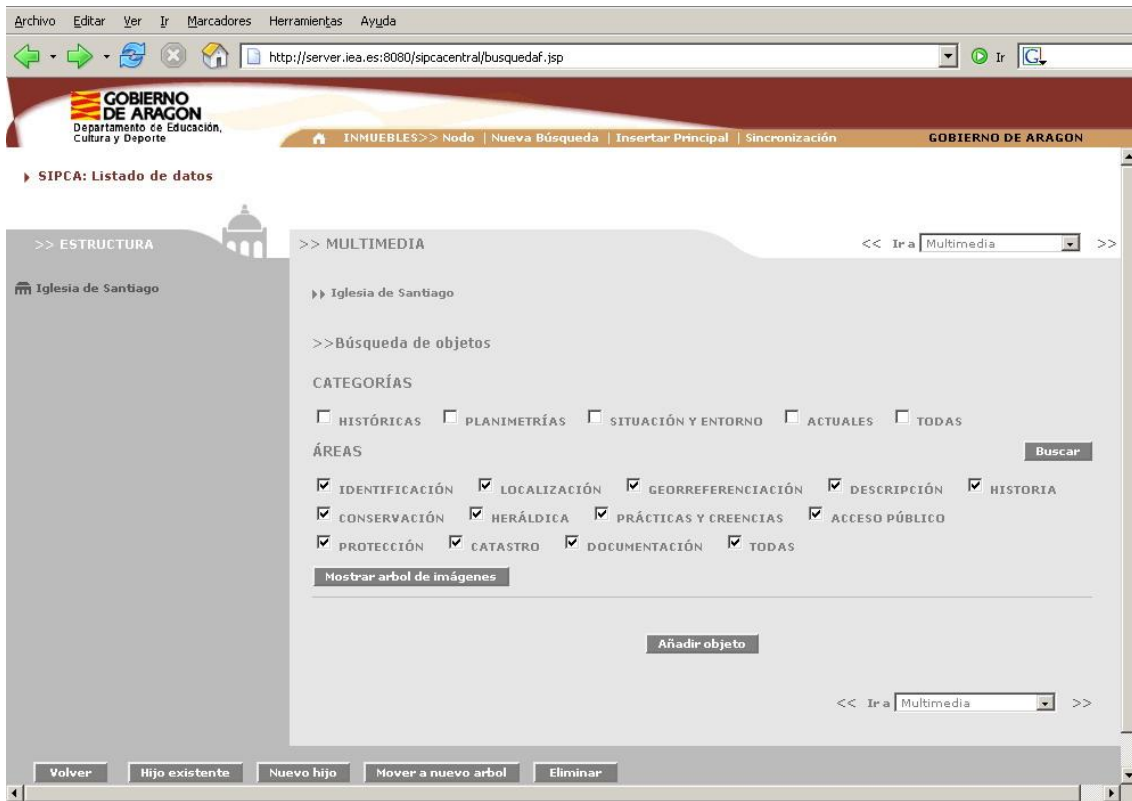 Archivo Editar Ver Ir Marcadores Herramientas Ayuda
http://server.iea.es:8080/sipcacentral/busquedaf.jsp Ir G
GOBIERNO
DE ARAGON
Departamento de Educación,
Cultura y Deporte
INMUEBLES>> Nodo | Nueva Búsqueda | Insertar Principal | Sincronización GOBIERNO DE ARAGON
SIPCA: Listado de datos
>> ESTRUCTURA >> MULTIMEDIA << Ir a Multimedia >>
Iglesia de Santiago
Iglesia de Santiago
>>Búsqueda de objetos
CATEGORÍAS
HISTÓRICAS PLANIMETRÍAS SITUACIÓN Y ENTORNO ACTUALES TODAS
ÁREAS Buscar
IDENTIFICACIÓN LOCALIZACIÓN GEORREFERENCIACIÓN DESCRIPCIÓN HISTORIA
CONSERVACIÓN HERÁLDICA PRÁCTICAS Y CREENCIAS ACCESO PÚBLICO
PROTECCIÓN CATASTRO DOCUMENTACIÓN TODAS
Mostrar arbol de imágenes
Añadir objeto
<< Ir a Multimedia >>
Volver Hijo existente Nuevo hijo Mover a nuevo arbol Eliminar